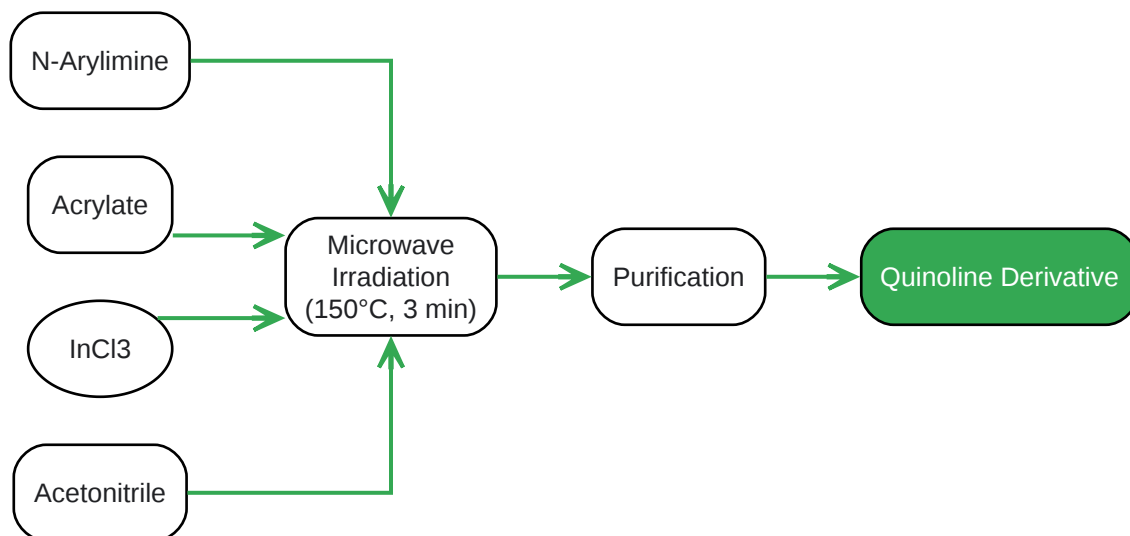 N-Arylimine
Acrylate
InCl3
Acetonitrile
Microwave
Irradiation
(150°C, 3 min)
Purification
Quinoline Derivative